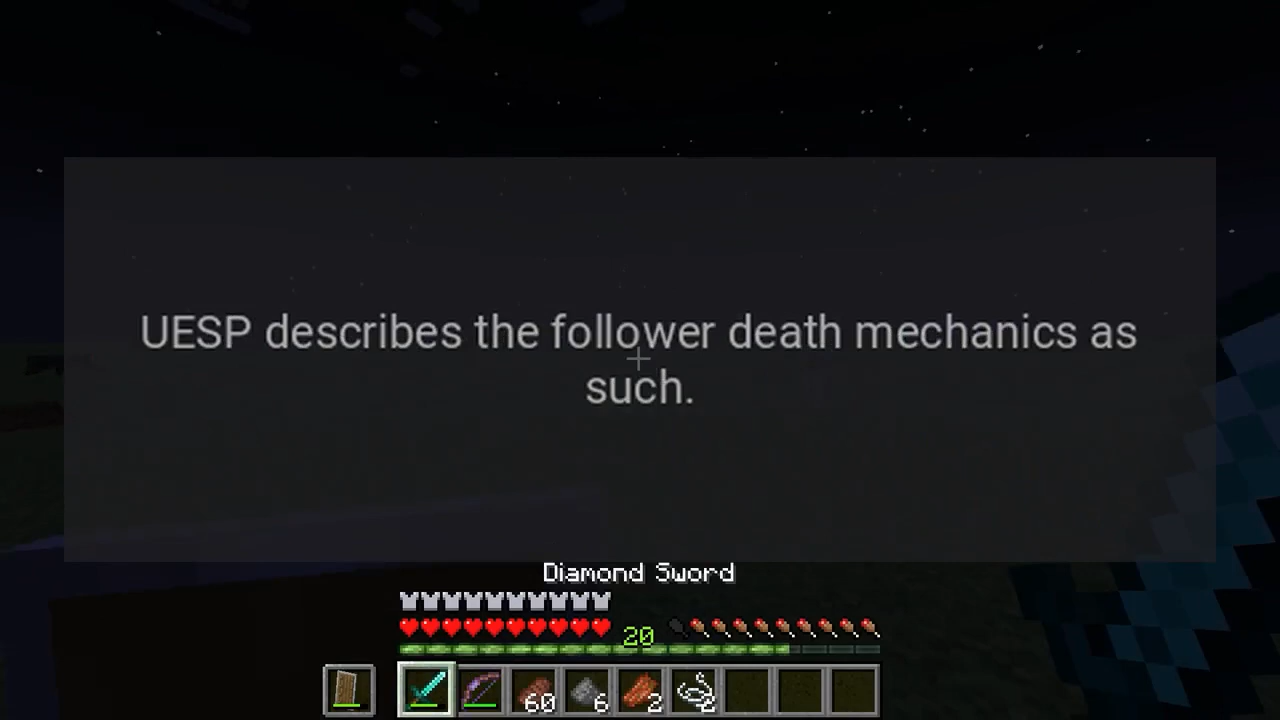 UESP describes the follower death mechanics as
such.
Diamond Sword
20
60 6 2 2